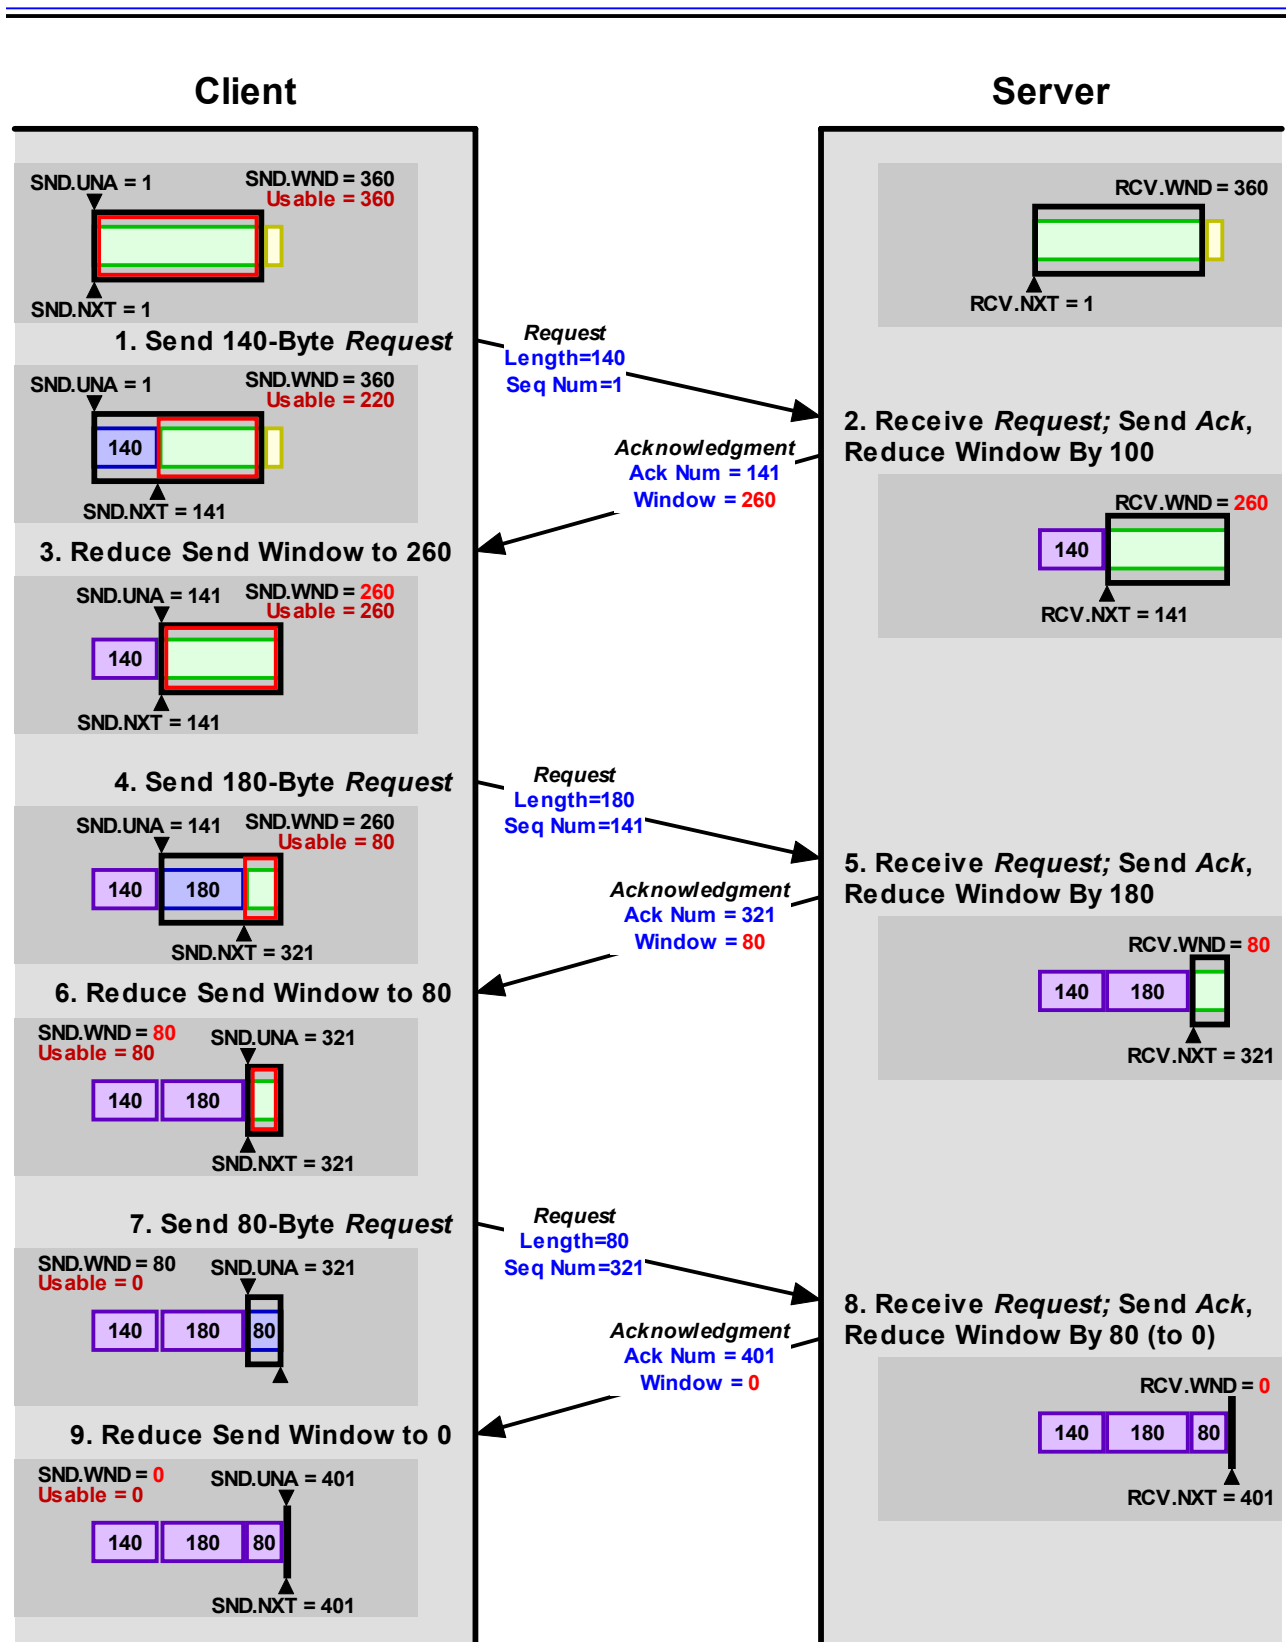 Client
Server
SND.UNA = 1
SND.WND = 360
Usable = 360
SND.NXT = 1
RCV.WND = 360
RCV.NXT = 1
1. Send 140-Byte Request
Request
Length=140
Seq Num=1
SND.UNA = 1
SND.WND = 360
Usable = 220
140
SND.NXT = 141
2. Receive Request; Send Ack,
Reduce Window By 100
Acknowledgment
Ack Num = 141
Window = 260
RCV.WND = 260
140
RCV.NXT = 141
3. Reduce Send Window to 260
SND.UNA = 141
SND.WND = 260
Usable = 260
140
SND.NXT = 141
4. Send 180-Byte Request
Request
Length=180
Seq Num=141
SND.UNA = 141
SND.WND = 260
Usable = 80
140
180
SND.NXT = 321
5. Receive Request; Send Ack,
Reduce Window By 180
Acknowledgment
Ack Num = 321
Window = 80
RCV.WND = 80
140
180
RCV.NXT = 321
6. Reduce Send Window to 80
SND.WND = 80
Usable = 80
SND.UNA = 321
140
180
SND.NXT = 321
7. Send 80-Byte Request
Request
Length=80
Seq Num=321
SND.WND = 80
Usable = 0
SND.UNA = 321
140
180
80
8. Receive Request; Send Ack,
Reduce Window By 80 (to 0)
Acknowledgment
Ack Num = 401
Window = 0
RCV.WND = 0
140
180
80
RCV.NXT = 401
9. Reduce Send Window to 0
SND.WND = 0
Usable = 0
SND.UNA = 401
140
180
80
SND.NXT = 401